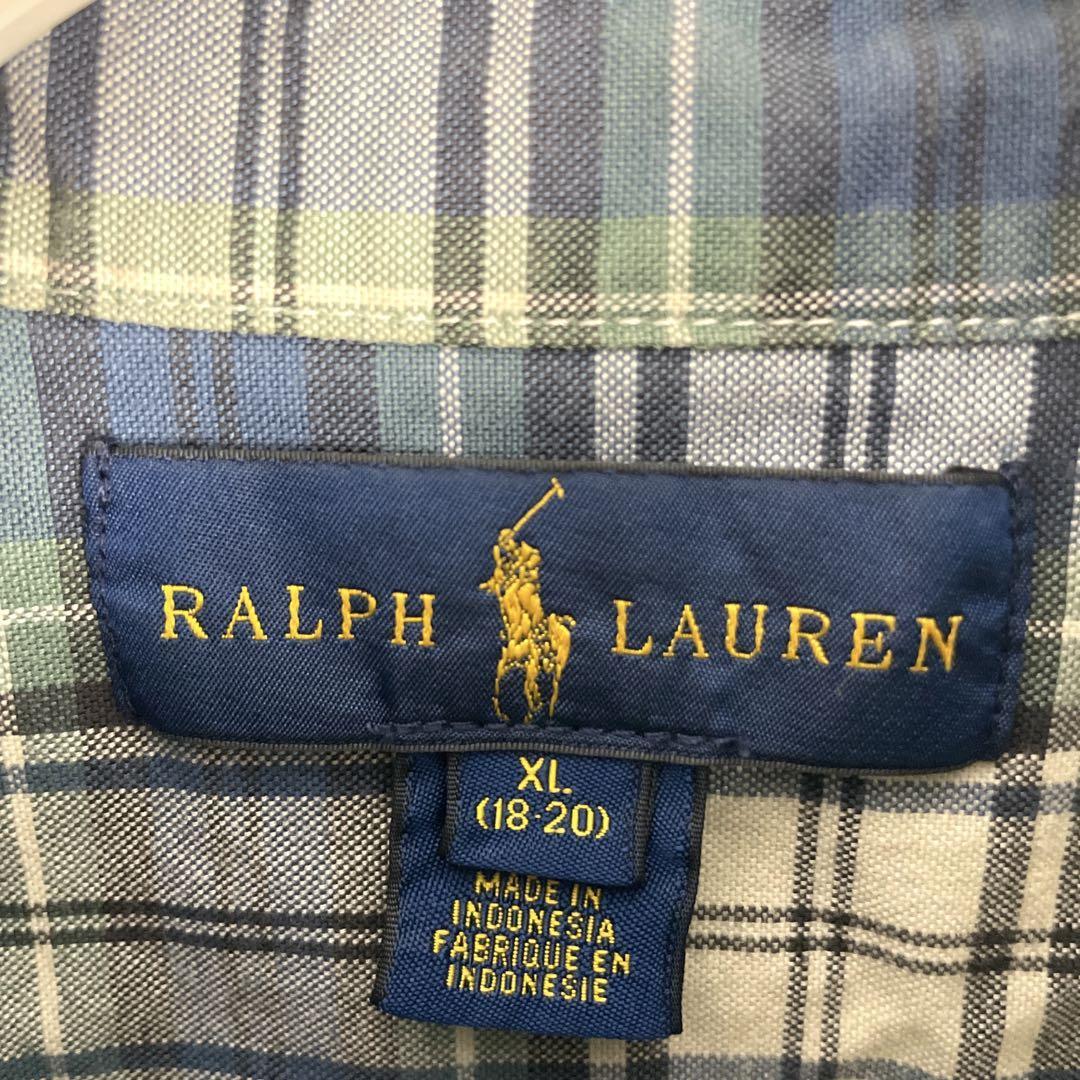 RALPH LAUREN
XL.
(18-20)
MADE IN
INDONESIA
FABRIQUE EN
INDONESIE